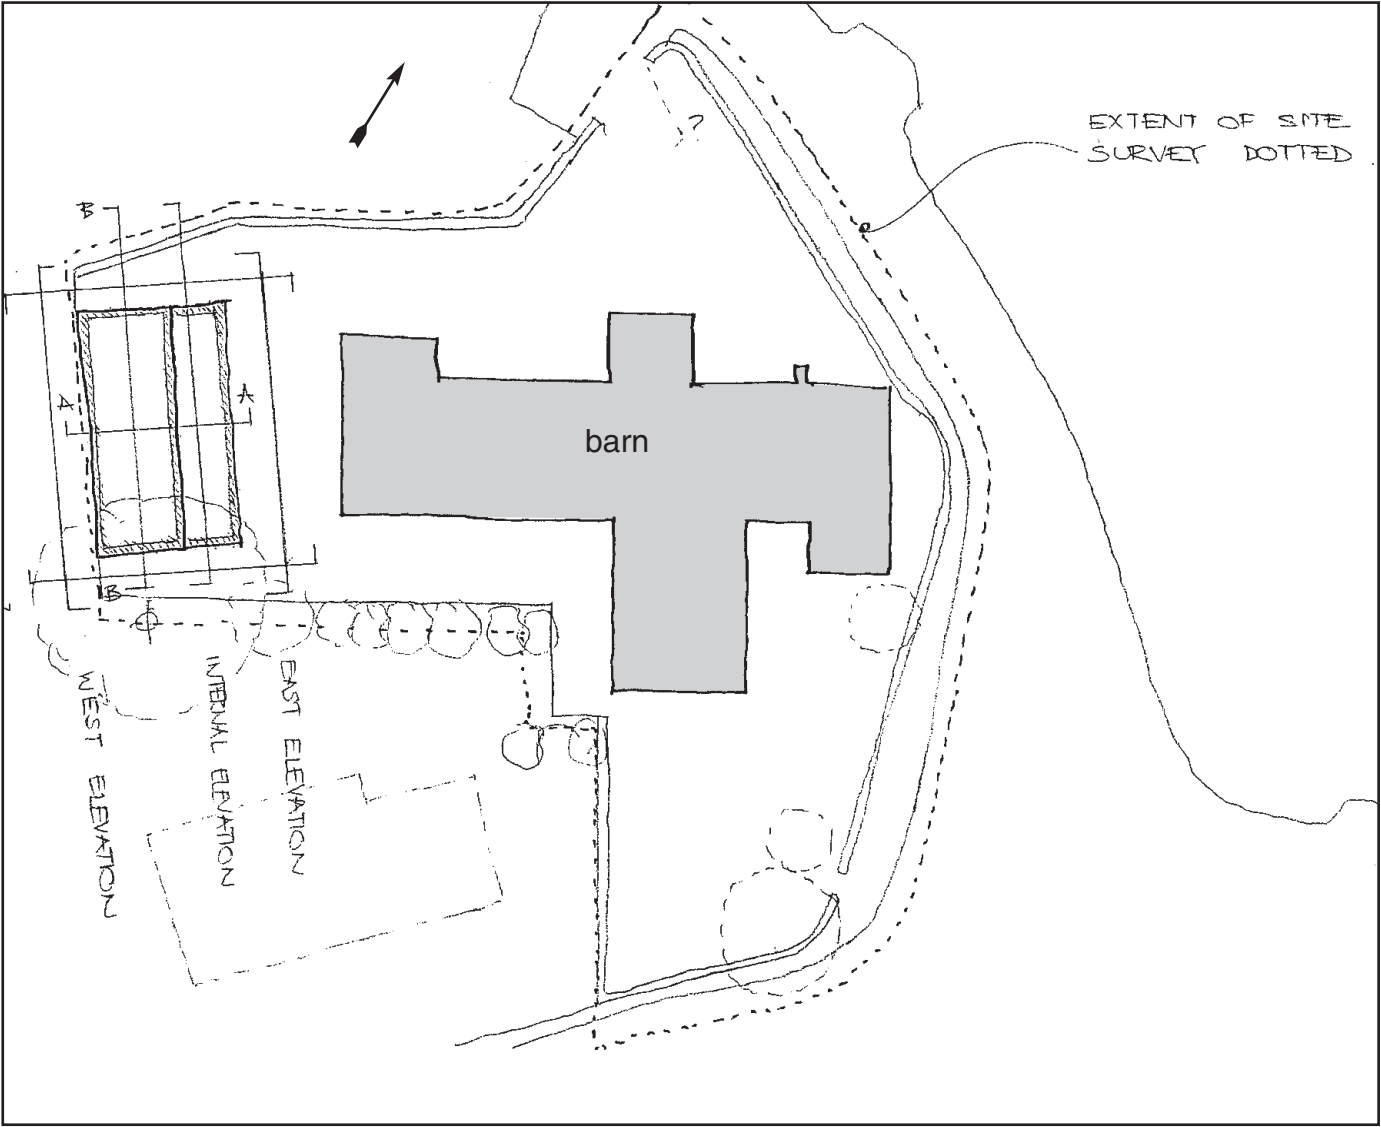 EXTENT OF SITE
SURVEY DOTTED
?
B
A
A
barn
B
WEST ELEVATION
INTERNAL ELEVATION
EAST ELEVATION